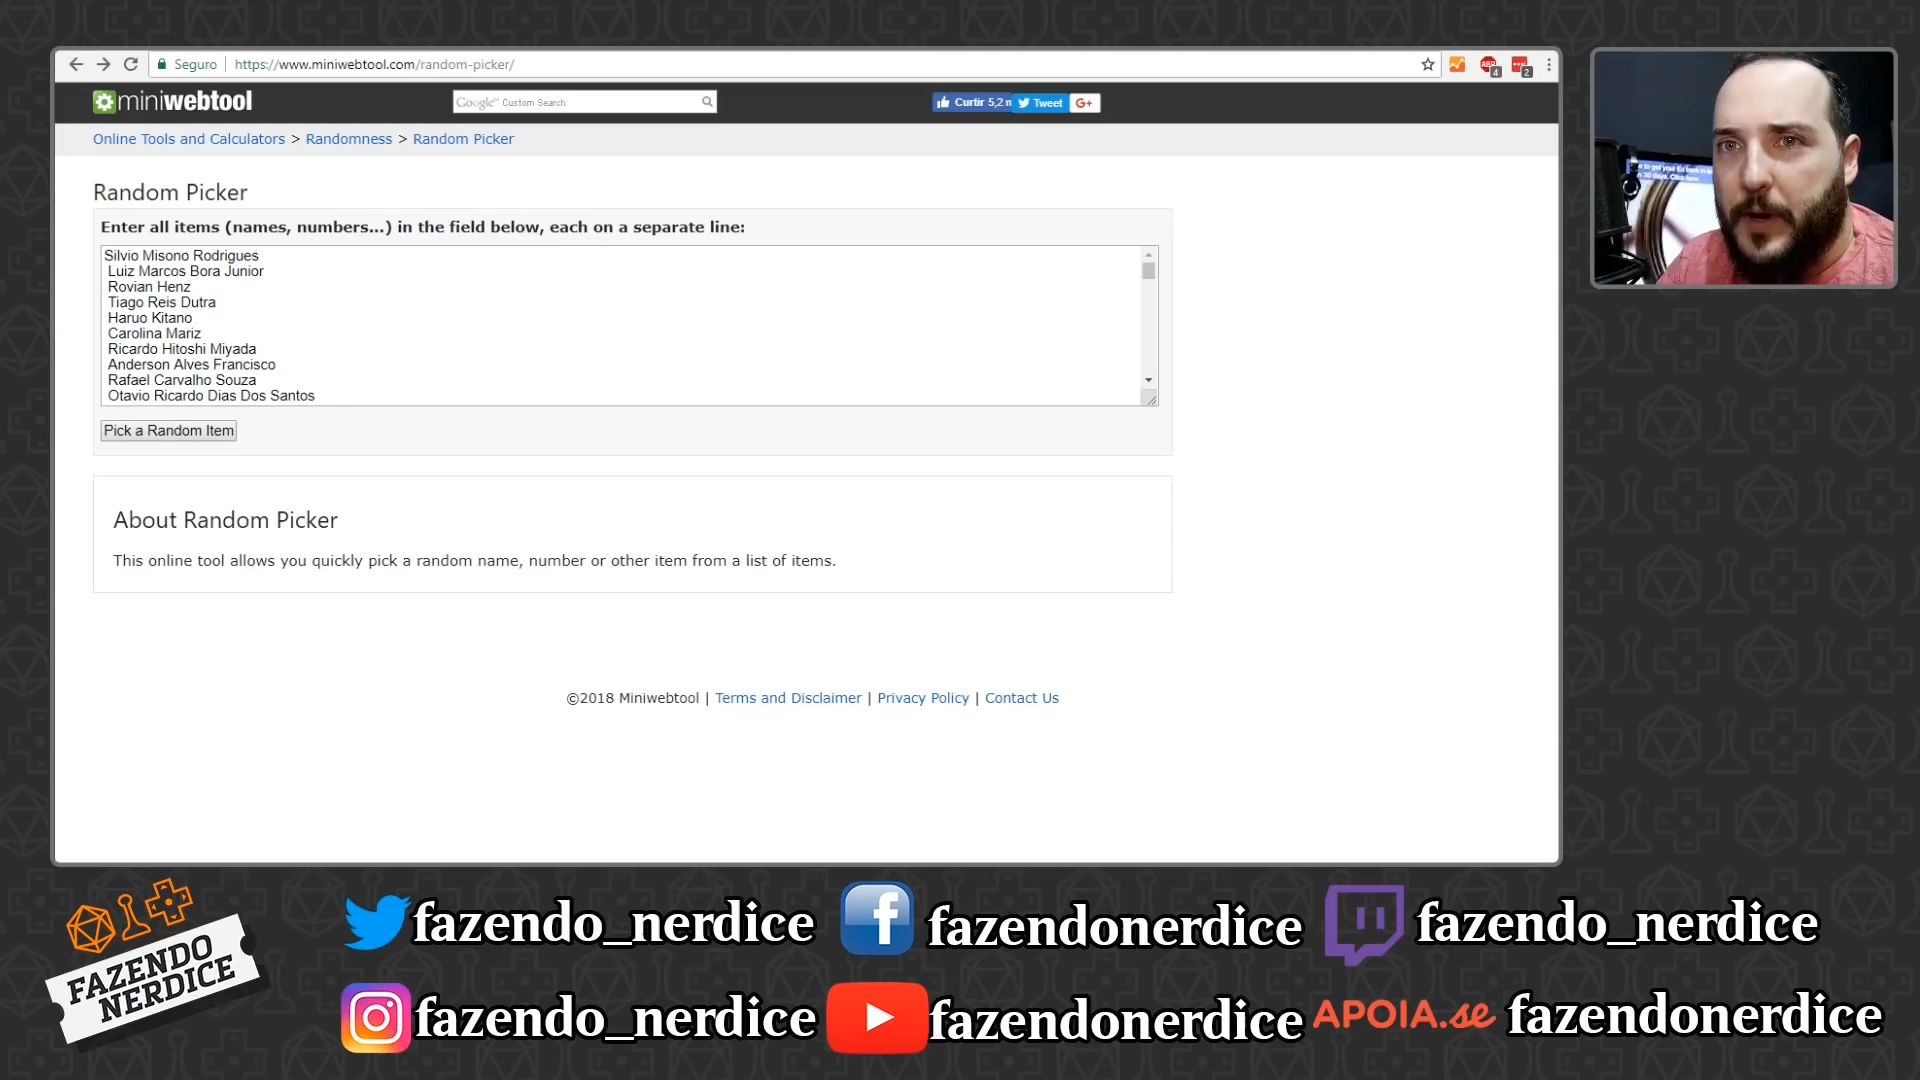 Seguro https://www.miniwebtool.com/random-picker/
4 2
miniwebtool
Google™ Custom Search
Curtir 5,2 m
Tweet
G+
Online Tools and Calculators > Randomness > Random Picker
Random Picker
Enter all items (names, numbers...) in the field below, each on a separate line:
Silvio Misono Rodrigues
Luiz Marcos Bora Junior
Rovian Henz
Tiago Reis Dutra
Haruo Kitano
Carolina Mariz
Ricardo Hitoshi Miyada
Anderson Alves Francisco
Rafael Carvalho Souza
Otavio Ricardo Dias Dos Santos
Pick a Random Item
About Random Picker
This online tool allows you quickly pick a random name, number or other item from a list of items.
©2018 Miniwebtool | Terms and Disclaimer | Privacy Policy | Contact Us
FAZENDO
NERDICE
fazendo_nerdice
fazendonerdice
fazendo_nerdice
fazendo_nerdice
fazendonerdice
APOIA.se fazendonerdice